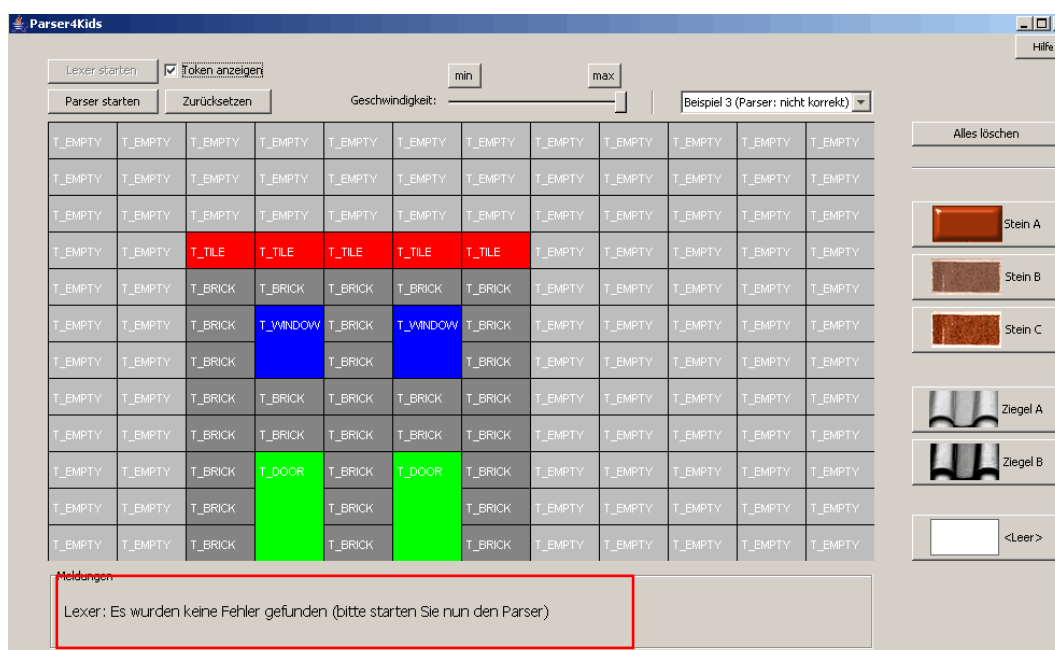 Parser4Kids
Hilfe
Lexer starten Token anzeigen min max
Parser starten Zurücksetzen Geschwindigkeit: Beispiel 3 (Parser: nicht korrekt)
T_EMPTY T_EMPTY T_EMPTY T_EMPTY T_EMPTY T_EMPTY T_EMPTY T_EMPTY T_EMPTY T_EMPTY T_EMPTY T_EMPTY
T_EMPTY T_EMPTY T_EMPTY T_EMPTY T_EMPTY T_EMPTY T_EMPTY T_EMPTY T_EMPTY T_EMPTY T_EMPTY T_EMPTY
T_EMPTY T_EMPTY T_EMPTY T_EMPTY T_EMPTY T_EMPTY T_EMPTY T_EMPTY T_EMPTY T_EMPTY T_EMPTY T_EMPTY
T_EMPTY T_EMPTY T_TILE T_TILE T_TILE T_TILE T_TILE T_EMPTY T_EMPTY T_EMPTY T_EMPTY T_EMPTY
T_EMPTY T_EMPTY T_BRICK T_BRICK T_BRICK T_BRICK T_BRICK T_EMPTY T_EMPTY T_EMPTY T_EMPTY T_EMPTY
T_EMPTY T_EMPTY T_BRICK T_WINDOW T_BRICK T_WINDOW T_BRICK T_EMPTY T_EMPTY T_EMPTY T_EMPTY T_EMPTY
T_EMPTY T_EMPTY T_BRICK T_BRICK T_BRICK T_EMPTY T_EMPTY T_EMPTY T_EMPTY T_EMPTY
T_EMPTY T_EMPTY T_BRICK T_BRICK T_BRICK T_BRICK T_BRICK T_EMPTY T_EMPTY T_EMPTY T_EMPTY T_EMPTY
T_EMPTY T_EMPTY T_BRICK T_BRICK T_BRICK T_BRICK T_BRICK T_EMPTY T_EMPTY T_EMPTY T_EMPTY T_EMPTY
T_EMPTY T_EMPTY T_BRICK T_DOOR T_BRICK T_DOOR T_BRICK T_EMPTY T_EMPTY T_EMPTY T_EMPTY T_EMPTY
T_EMPTY T_EMPTY T_BRICK T_BRICK T_BRICK T_EMPTY T_EMPTY T_EMPTY T_EMPTY T_EMPTY
T_EMPTY T_EMPTY T_BRICK T_BRICK T_BRICK T_EMPTY T_EMPTY T_EMPTY T_EMPTY T_EMPTY
Alles löschen
Stein A
Stein B
Stein C
Ziegel A
Ziegel B
<Leer>
Meldungen
Lexer: Es wurden keine Fehler gefunden (bitte starten Sie nun den Parser)